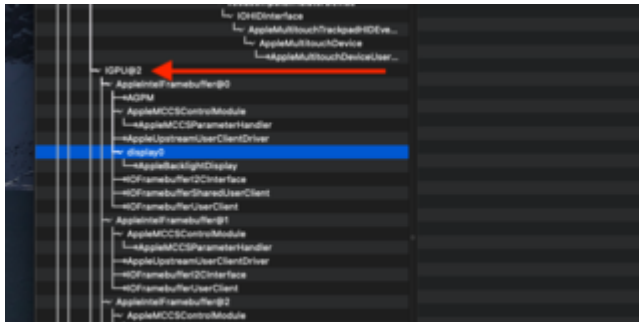 IOHIDInterface
AppleMultitouchTrackpadHIDEve...
AppleMultitouchDevice
AppleMultitouchDeviceUser...
IGPU@2
AppleIntelFramebuffer@0
AGPM
AppleMCCSControlModule
AppleMCCSParameterHandler
AppleUpstreamUserClientDriver
display0
AppleBacklightDisplay
IOFramebufferI2CInterface
IOFramebufferSharedUserClient
IOFramebufferUserClient
AppleIntelFramebuffer@1
AppleMCCSControlModule
AppleMCCSParameterHandler
AppleUpstreamUserClientDriver
IOFramebufferI2CInterface
IOFramebufferUserClient
AppleIntelFramebuffer@2
AppleMCCSControlModule